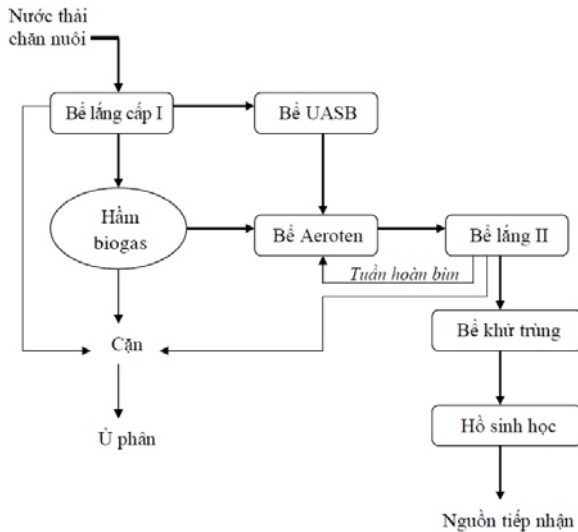 Nước thải
chăn nuôi
Bể lắng cấp I
Bể UASB
Hầm
biogas
Bể Aeroten
Bể lắng II
Tuần hoàn bùn
Bể khử trùng
Cặn
Hồ sinh học
Ủ phân
Nguồn tiếp nhận